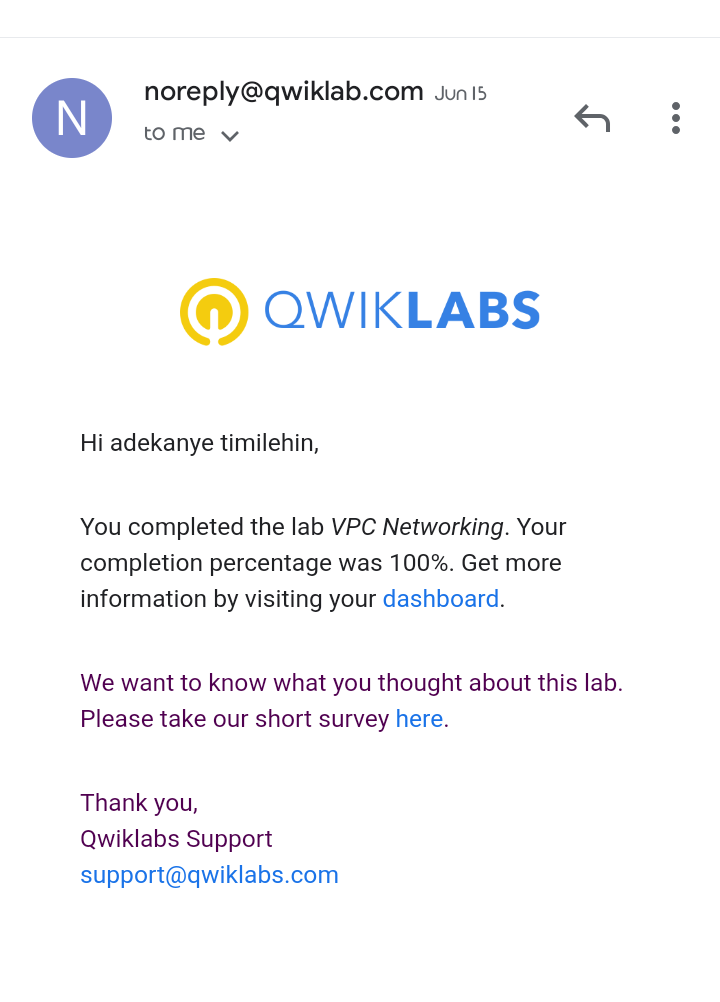 N
noreply@qwiklab.com Jun 15
to me
QWIKLABS
Hi adekanye timilehin,
You completed the lab VPC Networking. Your
completion percentage was 100%. Get more
information by visiting your dashboard.
We want to know what you thought about this lab.
Please take our short survey here.
Thank you,
Qwiklabs Support
support@qwiklabs.com